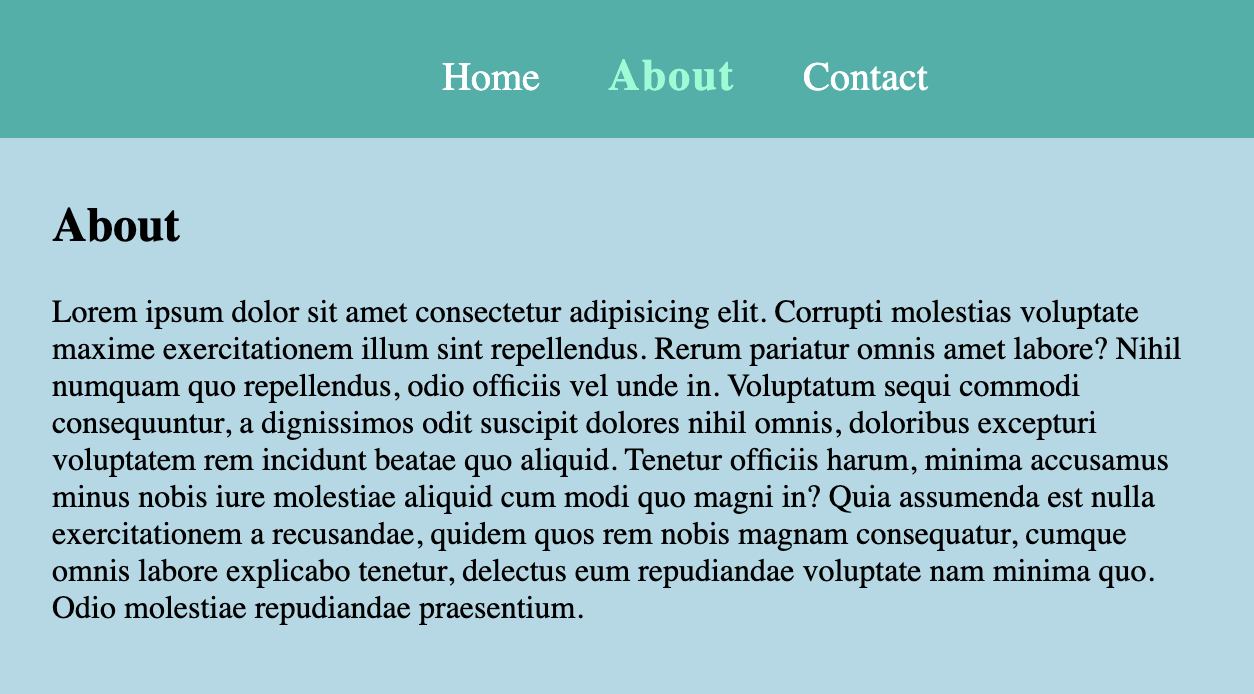 Home About Contact
About
Lorem ipsum dolor sit amet consectetur adipisicing elit. Corrupti molestias voluptate
maxime exercitationem illum sint repellendus. Rerum pariatur omnis amet labore? Nihil
numquam quo repellendus, odio officiis vel unde in. Voluptatum sequi commodi
consequuntur, a dignissimos odit suscipit dolores nihil omnis, doloribus excepturi
voluptatem rem incidunt beatae quo aliquid. Tenetur officiis harum, minima accusamus
minus nobis iure molestiae aliquid cum modi quo magni in? Quia assumenda est nulla
exercitationem a recusandae, quidem quos rem nobis magnam consequatur, cumque
omnis labore explicabo tenetur, delectus eum repudiandae voluptate nam minima quo.
Odio molestiae repudiandae praesentium.